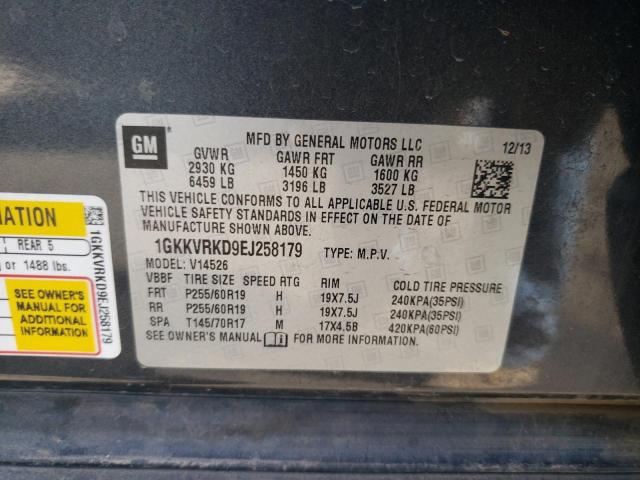 GM
MFD BY GENERAL MOTORS LLC
12/13
GVWR GAWR FRT GAWR RR
2930 KG 1450 KG 1600 KG
6459 LB 3196 LB 3527 LB
THIS VEHICLE CONFORMS TO ALL APPLICABLE U.S. FEDERAL MOTOR
VEHICLE SAFETY STANDARDS IN EFFECT ON THE DATE OF
MANUFACTURE SHOWN ABOVE.
1GKKVRKD9EJ258179 TYPE: M.P.V.
MODEL: V14526
VBBF TIRE SIZE SPEED RTG RIM COLD TIRE PRESSURE
FRT P255/60R19 H 19X7.5J 240KPA(35PSI)
RR P255/60R19 H 19X7.5J 240KPA(35PSI)
SPA T145/70R17 M 17X4.5B 420KPA(60PSI)
SEE OWNER'S MANUAL FOR MORE INFORMATION.
MATION
REAR 5
or 1488 lbs.
SEE OWNER'S
MANUAL FOR
ADDITIONAL
INFORMATION
1GKKVRKD9EJ258179